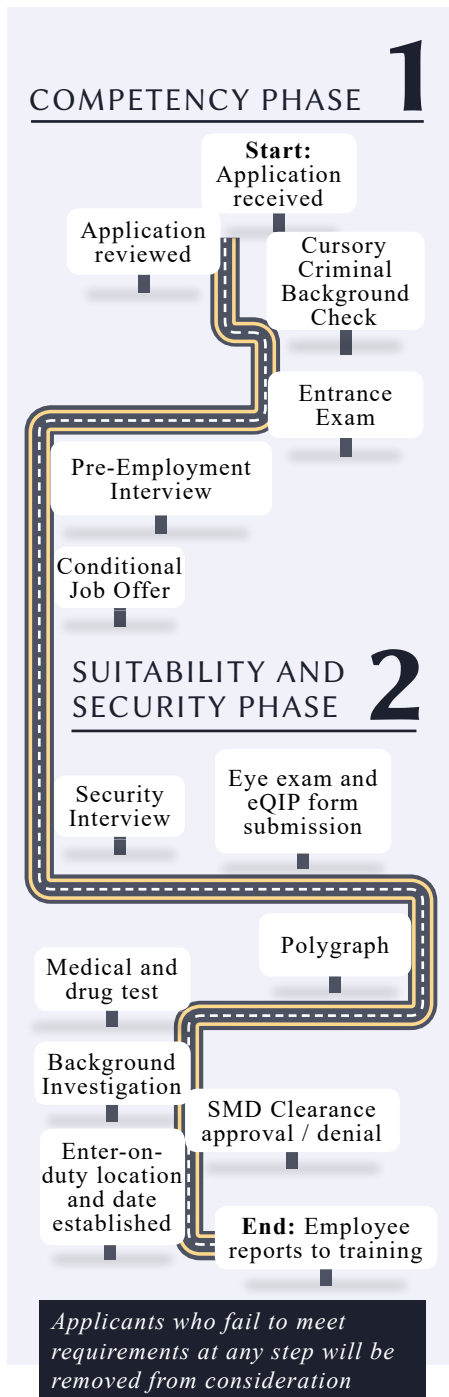 1
COMPETENCY PHASE
Start:
Application
received
Application
reviewed
Cursory
Criminal
Background
Check
Entrance
Exam
Pre-Employment
Interview
Conditional
Job Offer
2
SUITABILITY AND
SECURITY PHASE
Security
Interview
Eye exam and
eQIP form
submission
Polygraph
Medical and
drug test
Background
Investigation
SMD Clearance
approval / denial
Enter-on-
duty location
and date
established
End: Employee
reports to training
Applicants who fail to meet
requirements at any step will be
removed from consideration